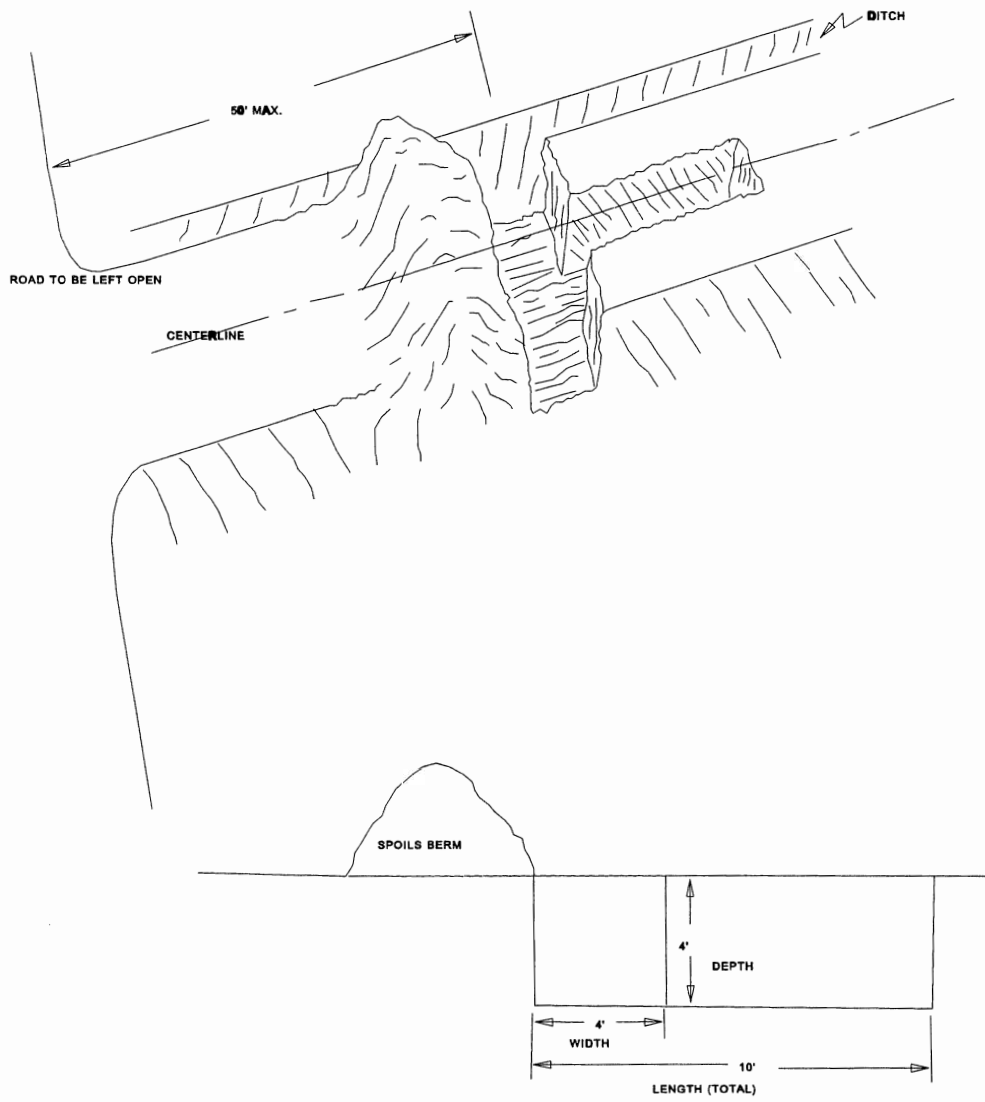 DITCH
50' MAX.
ROAD TO BE LEFT OPEN
CENTERLINE
SPOILS BERM
4'
DEPTH
4'
WIDTH
10'
LENGTH (TOTAL)